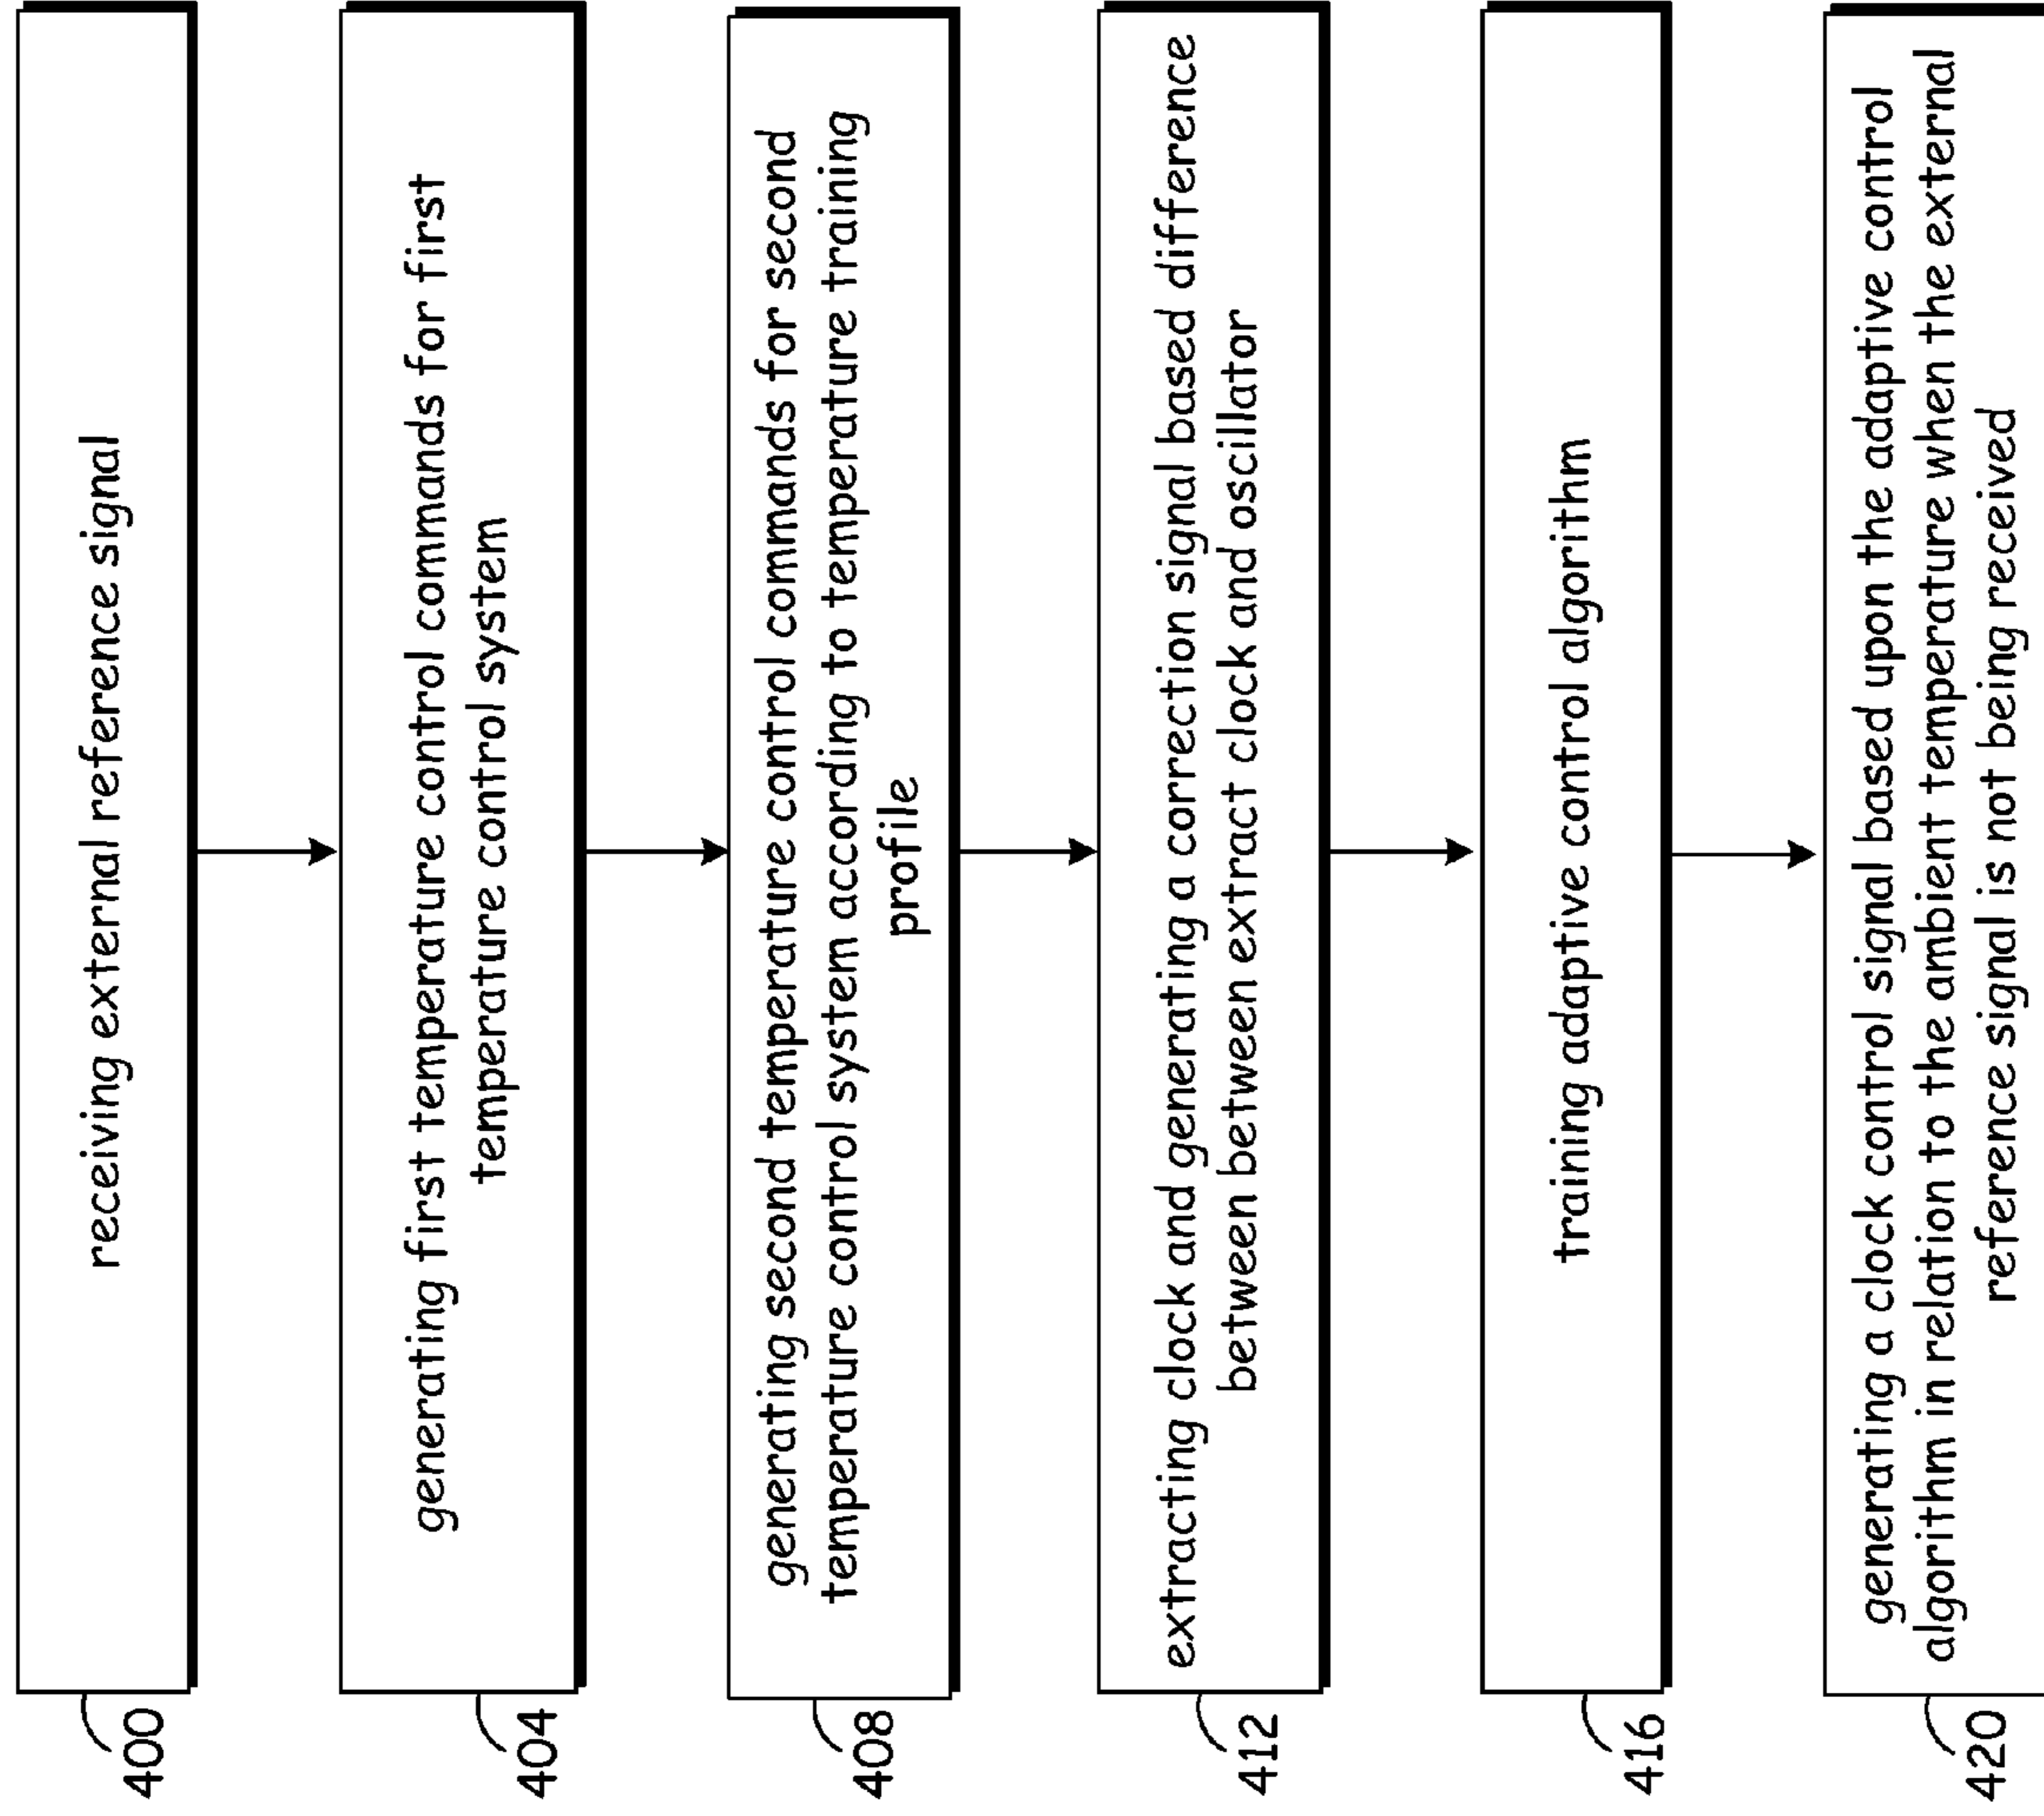 400
receiving external reference signal
404
generating first temperature control commands for first
temperature control system
408
generating second temperature control commands for second
temperature control system according to temperature training
profile
412
extracting clock and generating a correction signal based difference
between between extract clock and oscillator
416
training adaptive control algorithm
420
generating a clock control signal based upon the adaptive control
algorithm in relation to the ambient temperature when the external
reference signal is not being received